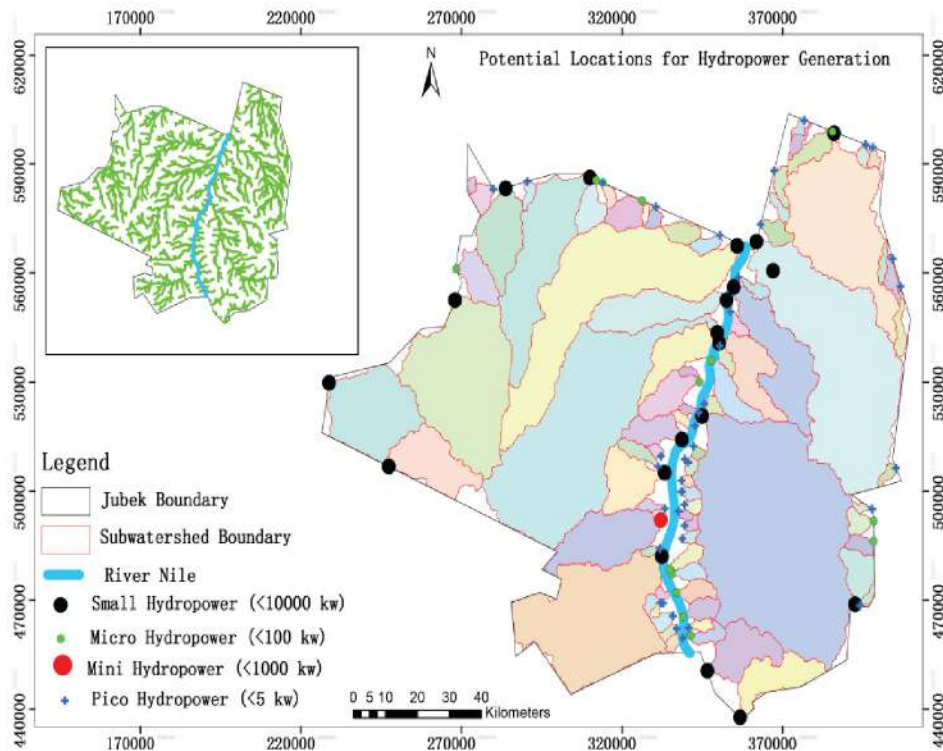 170000 220000 270000 320000 370000
620000
590000
560000
530000
500000
470000
440000
Potential Locations for Hydropower Generation
N
620000
590000
560000
530000
500000
470000
440000
Legend
Jubek Boundary
Subwatershed Boundary
River Nile
Small Hydropower (<10000 kw)
Micro Hydropower (<100 kw)
Mini Hydropower (<1000 kw)
Pico Hydropower (<5 kw)
0 5 10 20 30 40
Kilometers
170000 220000 270000 320000 370000